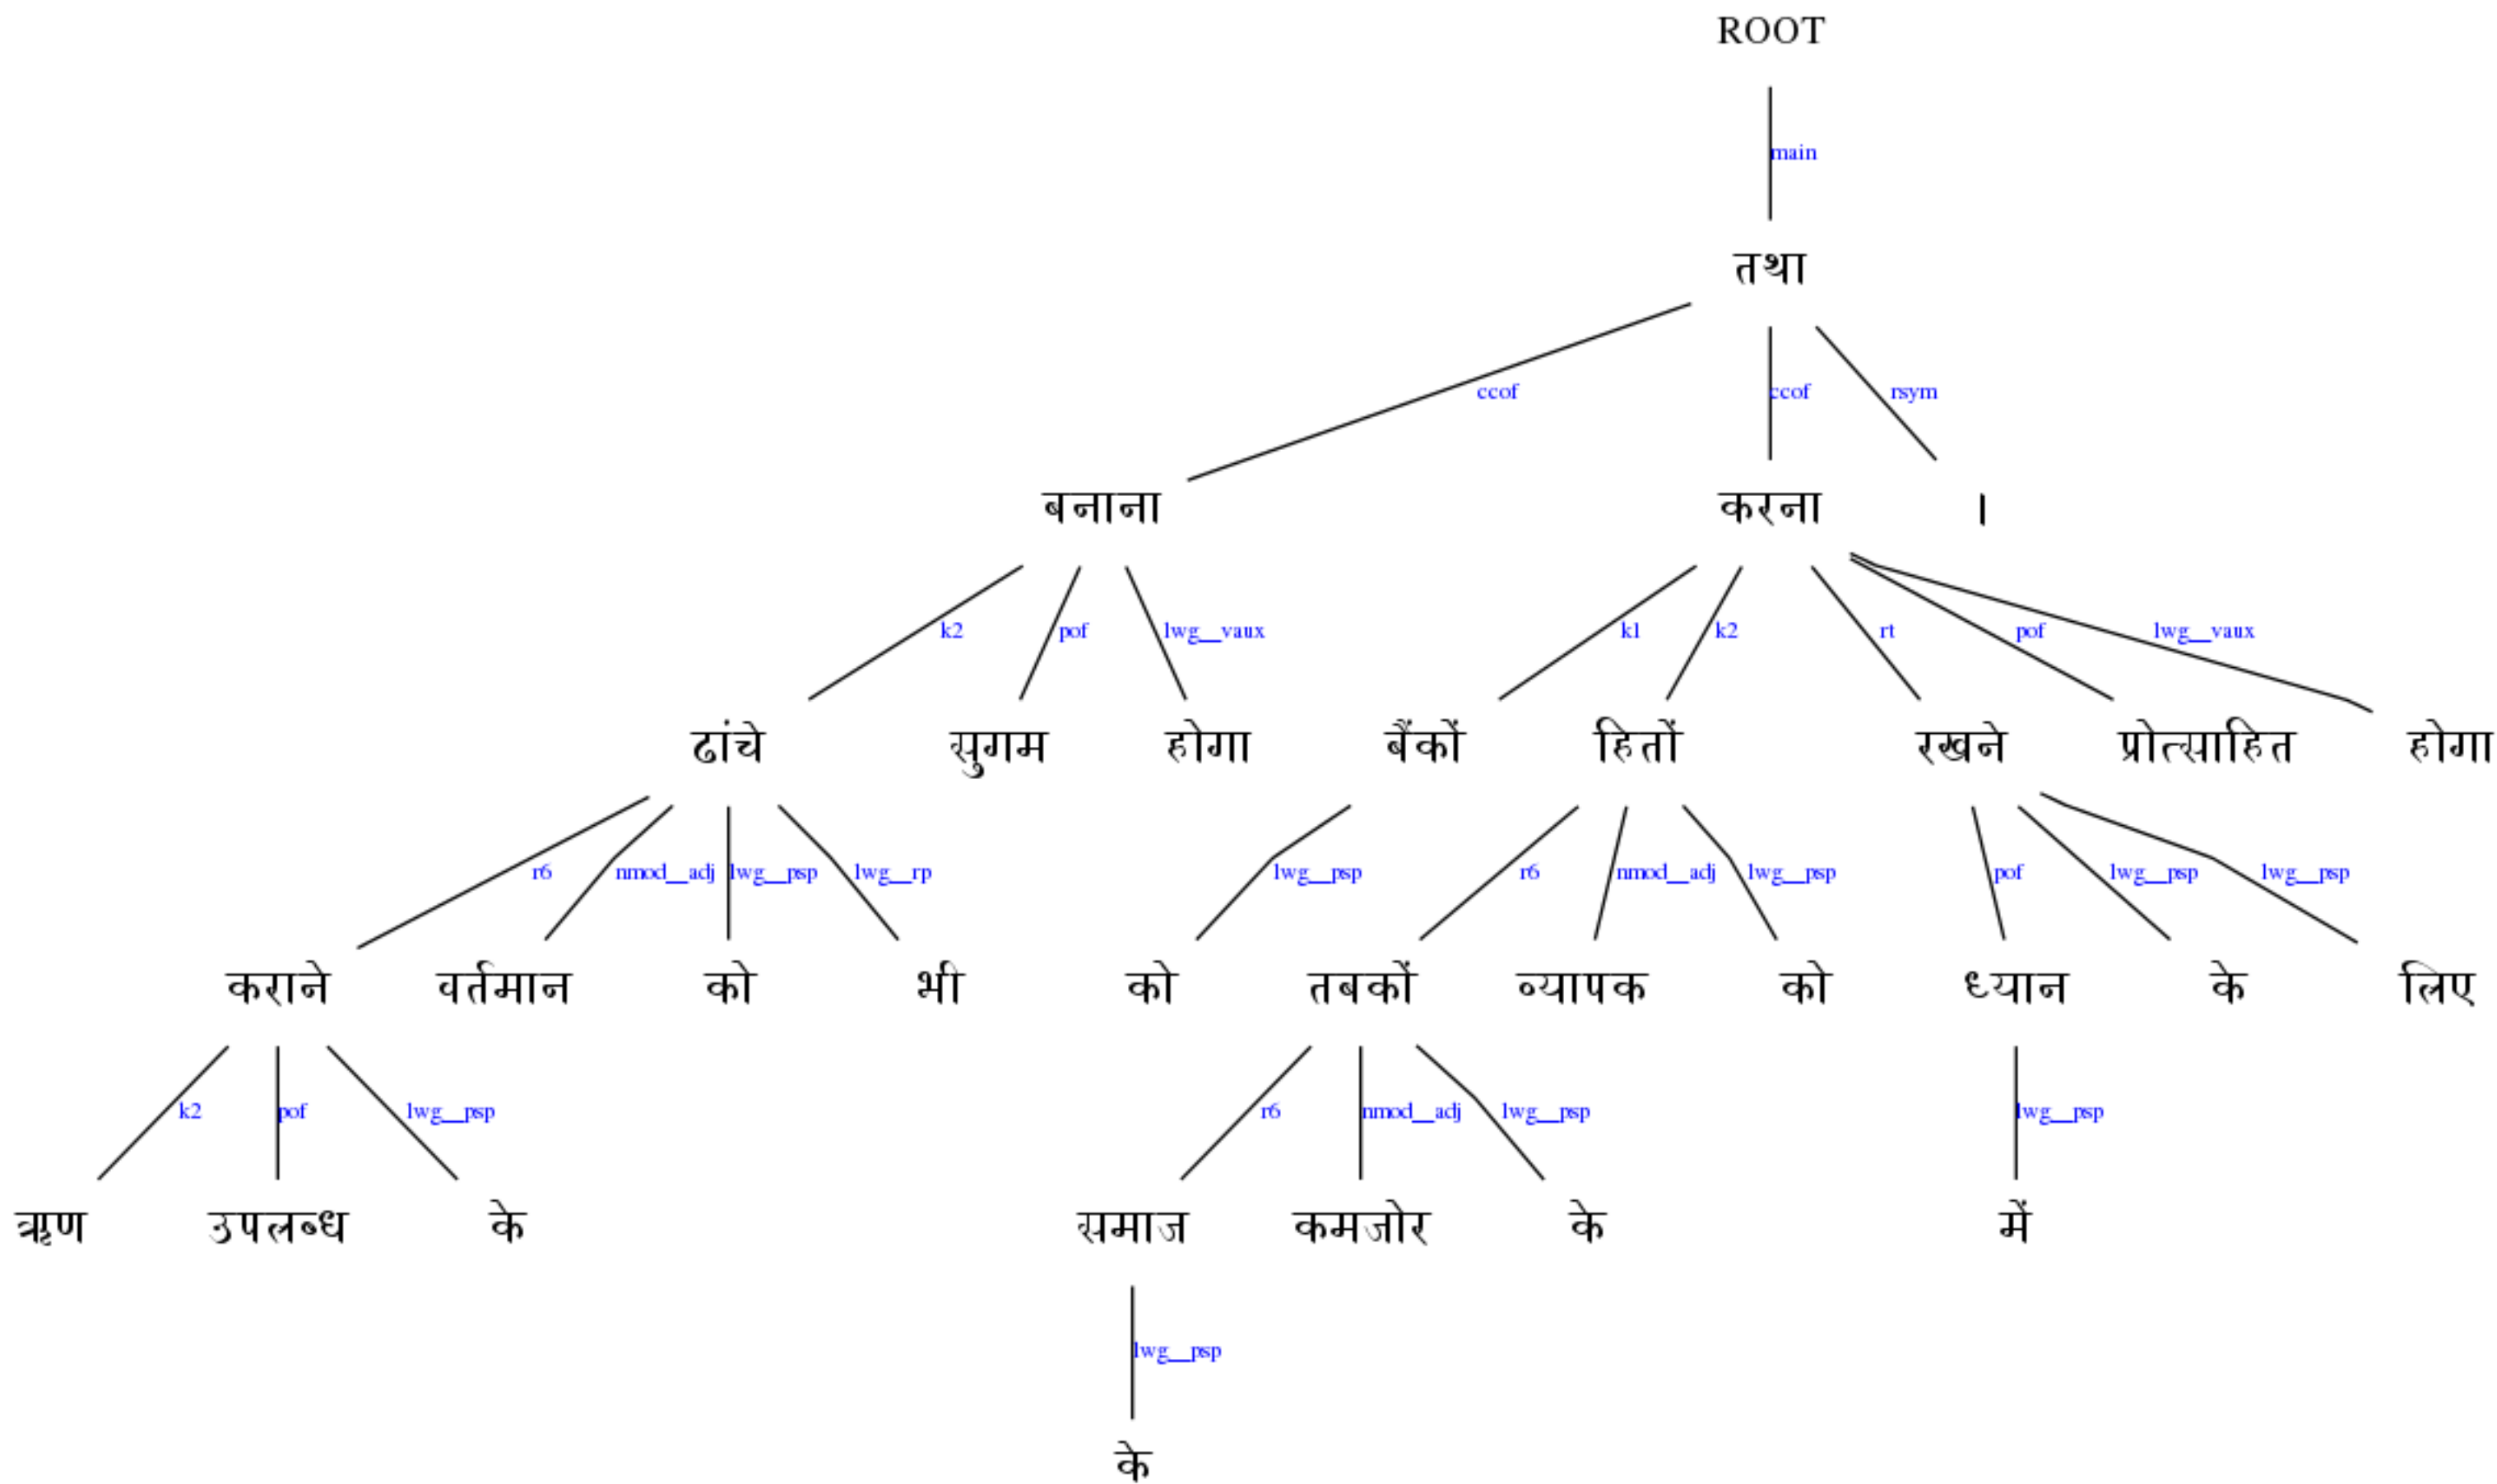 ROOT
main
तथा
ccof ccof rsym
बनाना करना ।
k2 pof lwg__vaux k1 k2 rt pof lwg__vaux
ढांचे सुगम होगा बैंकों हितों रखने प्रोत्साहित होगा
r6 nmod__adj lwg__psp lwg__rp lwg__psp r6 nmod__adj lwg__psp pof lwg__psp lwg__psp
कराने वर्तमान को भी को तबकों व्यापक को ध्यान के लिए
k2 pof lwg__psp r6 nmod__adj lwg__psp lwg__psp
ऋण उपलब्ध के समाज कमजोर के में
lwg__psp
के